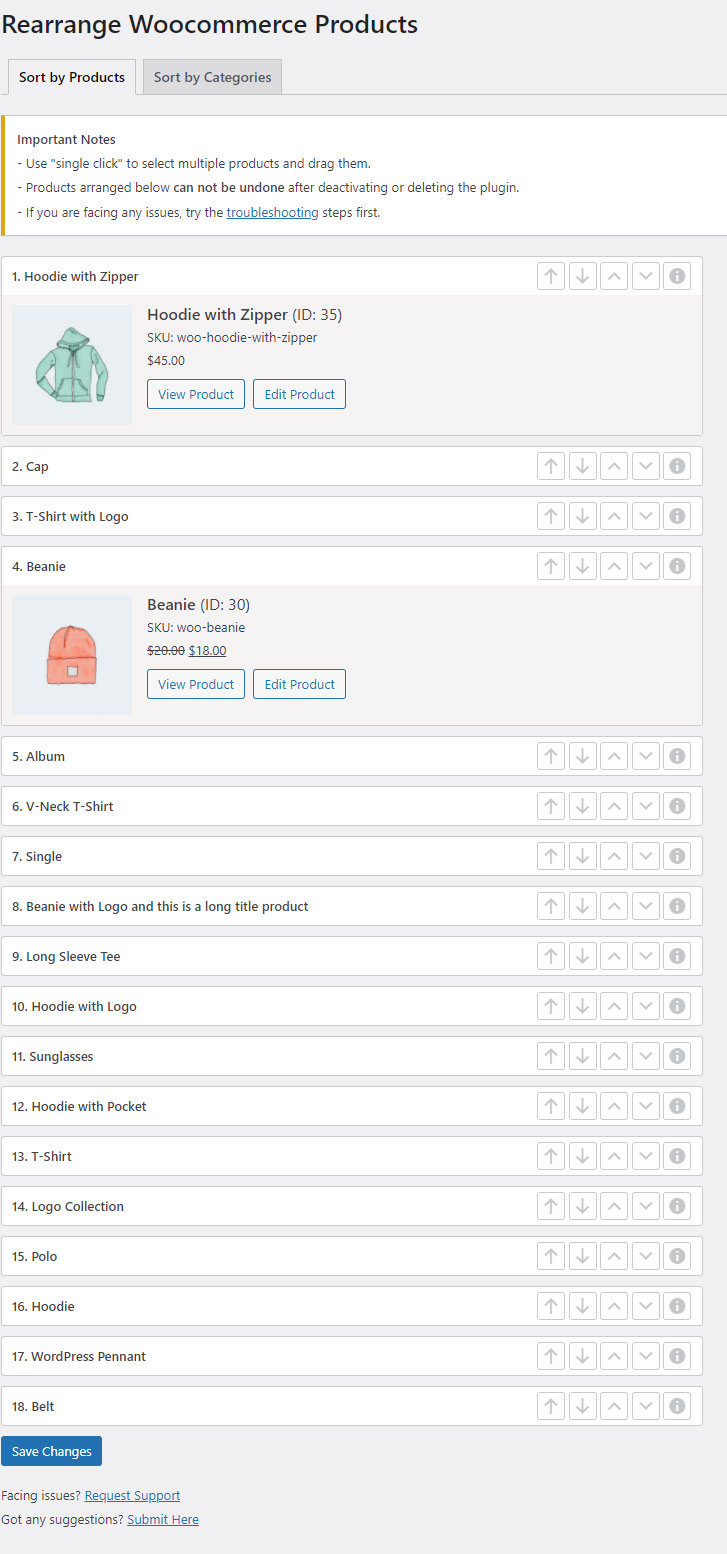 Rearrange Woocommerce Products
Sort by Products
Sort by Categories
Important Notes
- Use "single click" to select multiple products and drag them.
- Products arranged below can not be undone after deactivating or deleting the plugin.
- If you are facing any issues, try the troubleshooting steps first.
1. Hoodie with Zipper
Hoodie with Zipper (ID: 35)
SKU: woo-hoodie-with-zipper
$45.00
View Product
Edit Product
2. Cap
3. T-Shirt with Logo
4. Beanie
Beanie (ID: 30)
SKU: woo-beanie
$20.00 $18.00
View Product
Edit Product
5. Album
6. V-Neck T-Shirt
7. Single
8. Beanie with Logo and this is a long title product
9. Long Sleeve Tee
10. Hoodie with Logo
11. Sunglasses
12. Hoodie with Pocket
13. T-Shirt
14. Logo Collection
15. Polo
16. Hoodie
17. WordPress Pennant
18. Belt
Save Changes
Facing issues? Request Support
Got any suggestions? Submit Here